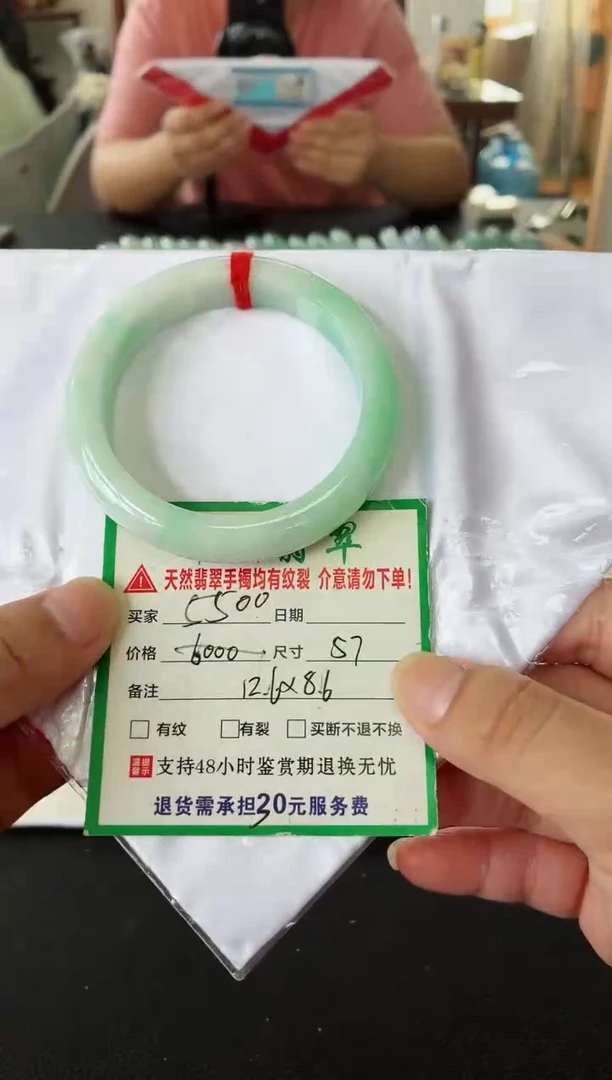 翡翠
天然翡翠手镯均有纹裂 介意请勿下单!
买家 5500 日期
价格 6000 尺寸 57
备注 12.6×8.6
有纹 有裂 买断不退不换
温馨提示 支持48小时鉴赏期退换无忧
退货需承担30元服务费